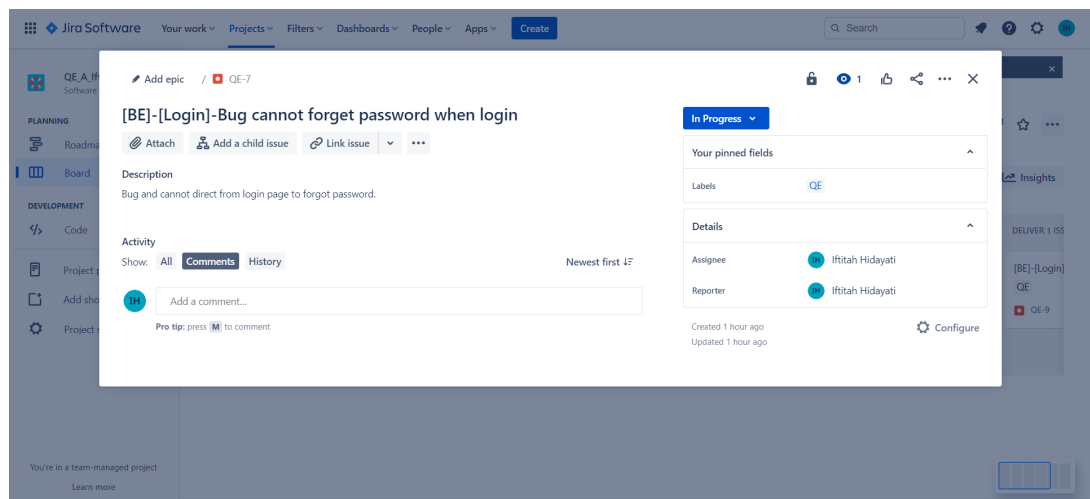 Jira Software Your work Projects Filters Dashboards People Apps Create Search IH
QE_A_If
Software
PLANNING
Roadma
Board
DEVELOPMENT
Code
Project p
Add sho
Project s
You're in a team-managed project
Learn more
Add epic / QE-7
1
[BE]-[Login]-Bug cannot forget password when login
Attach Add a child issue Link issue
Description
Bug and cannot direct from login page to forgot password.
Activity
Show: All Comments History Newest first
IH Add a comment...
Pro tip: press M to comment
In Progress
Your pinned fields
Labels QE
Details
Assignee IH Iftitah Hidayati
Reporter IH Iftitah Hidayati
Created 1 hour ago Configure
Updated 1 hour ago
Insights
DELIVER 1 ISS
[BE]-[Login]
QE
QE-9